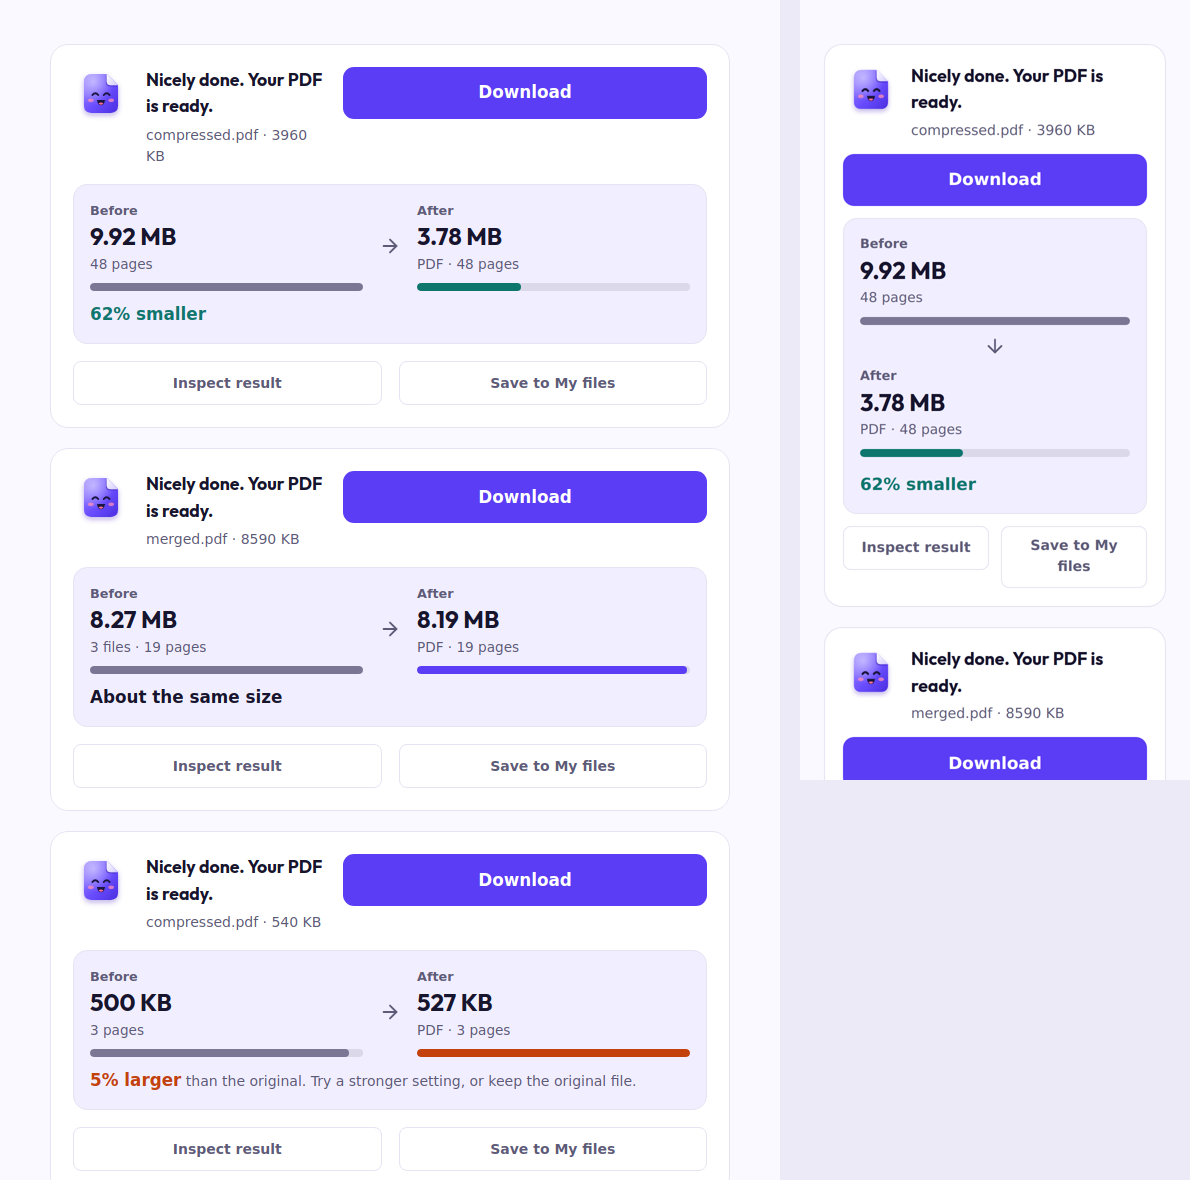 Nicely done. Your PDF
is ready.
compressed.pdf · 3960
KB
Download
Before
9.92 MB
48 pages
After
3.78 MB
PDF · 48 pages
62% smaller
Inspect result
Save to My files
Nicely done. Your PDF
is ready.
merged.pdf · 8590 KB
Download
Before
8.27 MB
3 files · 19 pages
After
8.19 MB
PDF · 19 pages
About the same size
Inspect result
Save to My files
Nicely done. Your PDF
is ready.
compressed.pdf · 540 KB
Download
Before
500 KB
3 pages
After
527 KB
PDF · 3 pages
5% larger than the original. Try a stronger setting, or keep the original file.
Inspect result
Save to My files
Nicely done. Your PDF is
ready.
compressed.pdf · 3960 KB
Download
Before
9.92 MB
48 pages
After
3.78 MB
PDF · 48 pages
62% smaller
Inspect result
Save to My
files
Nicely done. Your PDF is
ready.
merged.pdf · 8590 KB
Download